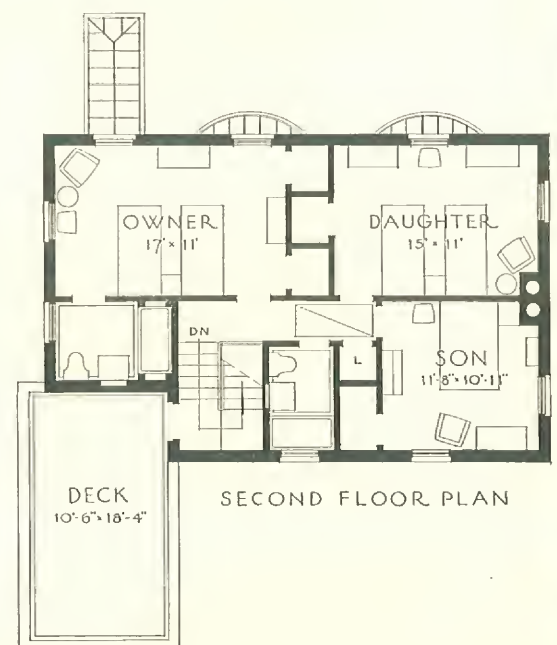 OWNER
17' × 11'
DAUGHTER
15' × 11'
DN
L
SON
11'-8" × 10'-11"
DECK
10'-6" × 18'-4"
SECOND FLOOR PLAN